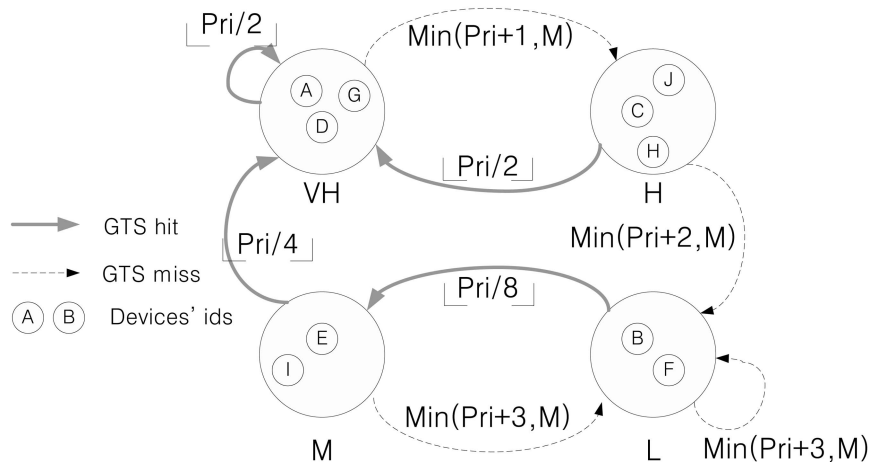 ⌊Pri/2⌋
Min(Pri+1,M)
A
G
D
J
C
H
VH
⌊Pri/2⌋
H
GTS hit
GTS miss
A B Devices' ids
⌊Pri/4⌋
Min(Pri+2,M)
⌊Pri/8⌋
E
I
B
F
Min(Pri+3,M)
M
L
Min(Pri+3,M)